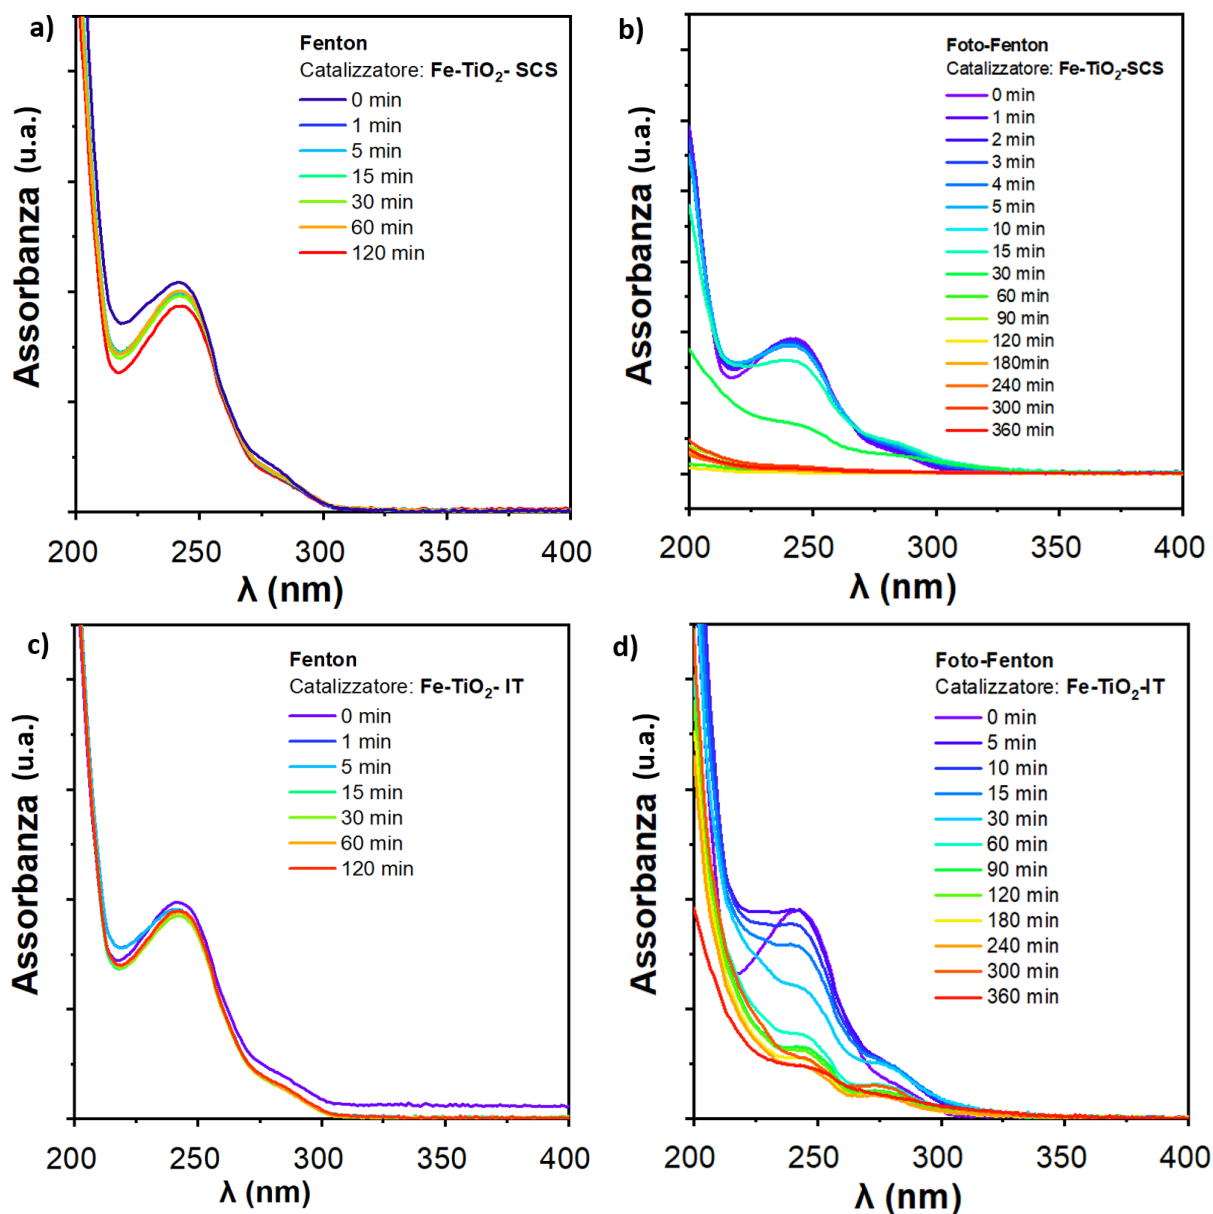 a)
Fenton
Catalizzatore: Fe-TiO2- SCS
0 min
1 min
5 min
15 min
30 min
60 min
120 min
Assorbanza (u.a.)
200 250 300 350 400
λ (nm)
b)
Foto-Fenton
Catalizzatore: Fe-TiO2-SCS
0 min
1 min
2 min
3 min
4 min
5 min
10 min
15 min
30 min
60 min
90 min
120 min
180min
240 min
300 min
360 min
Assorbanza (u.a.)
200 250 300 350 400
λ (nm)
c)
Fenton
Catalizzatore: Fe-TiO2- IT
0 min
1 min
5 min
15 min
30 min
60 min
120 min
Assorbanza (u.a.)
200 250 300 350 400
λ (nm)
d)
Foto-Fenton
Catalizzatore: Fe-TiO2-IT
0 min
5 min
10 min
15 min
30 min
60 min
90 min
120 min
180 min
240 min
300 min
360 min
Assorbanza (u.a.)
200 250 300 350 400
λ (nm)